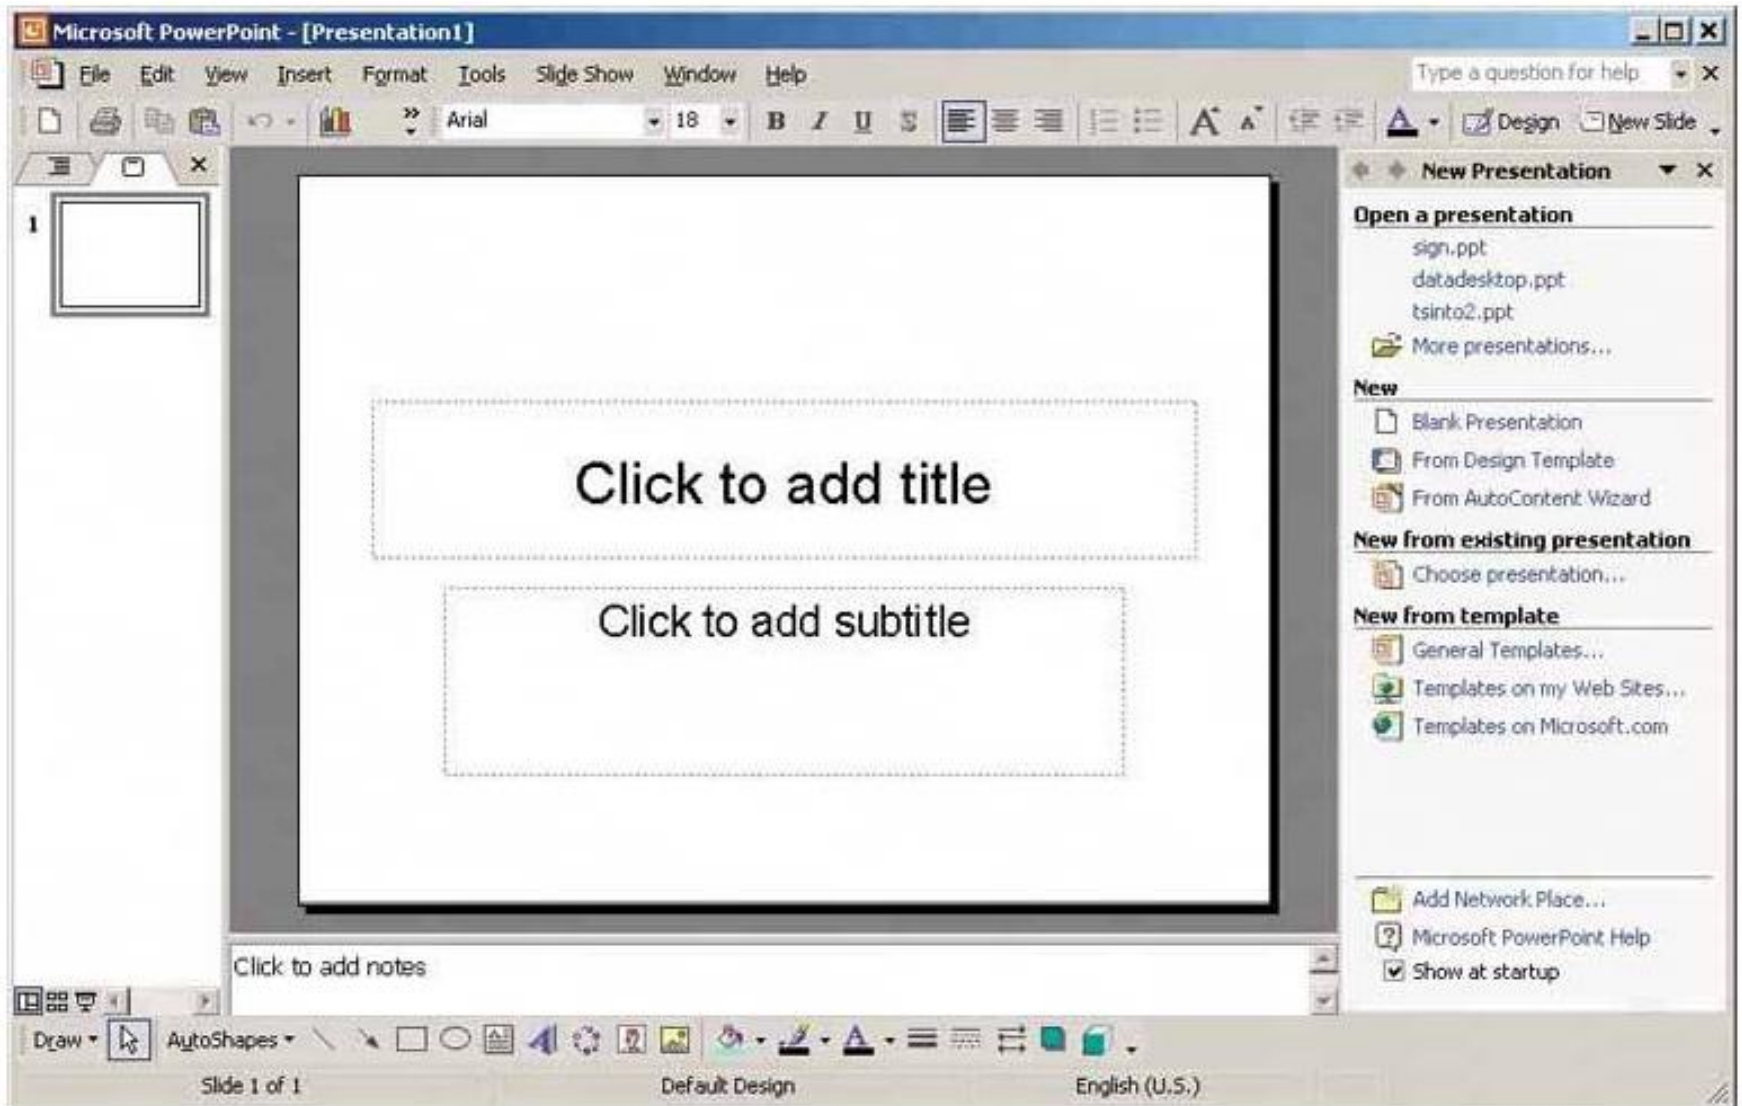 Microsoft PowerPoint - [Presentation1]
File Edit View Insert Format Tools Slide Show Window Help Type a question for help
Arial 18 B I U S A A A Design New Slide
1
Click to add title
Click to add subtitle
Click to add notes
New Presentation
Open a presentation
sign.ppt
datadesktop.ppt
tsinto2.ppt
More presentations...
New
Blank Presentation
From Design Template
From AutoContent Wizard
New from existing presentation
Choose presentation...
New from template
General Templates...
Templates on my Web Sites...
Templates on Microsoft.com
Add Network Place...
Microsoft PowerPoint Help
Show at startup
Draw AutoShapes A A
Slide 1 of 1 Default Design English (U.S.)